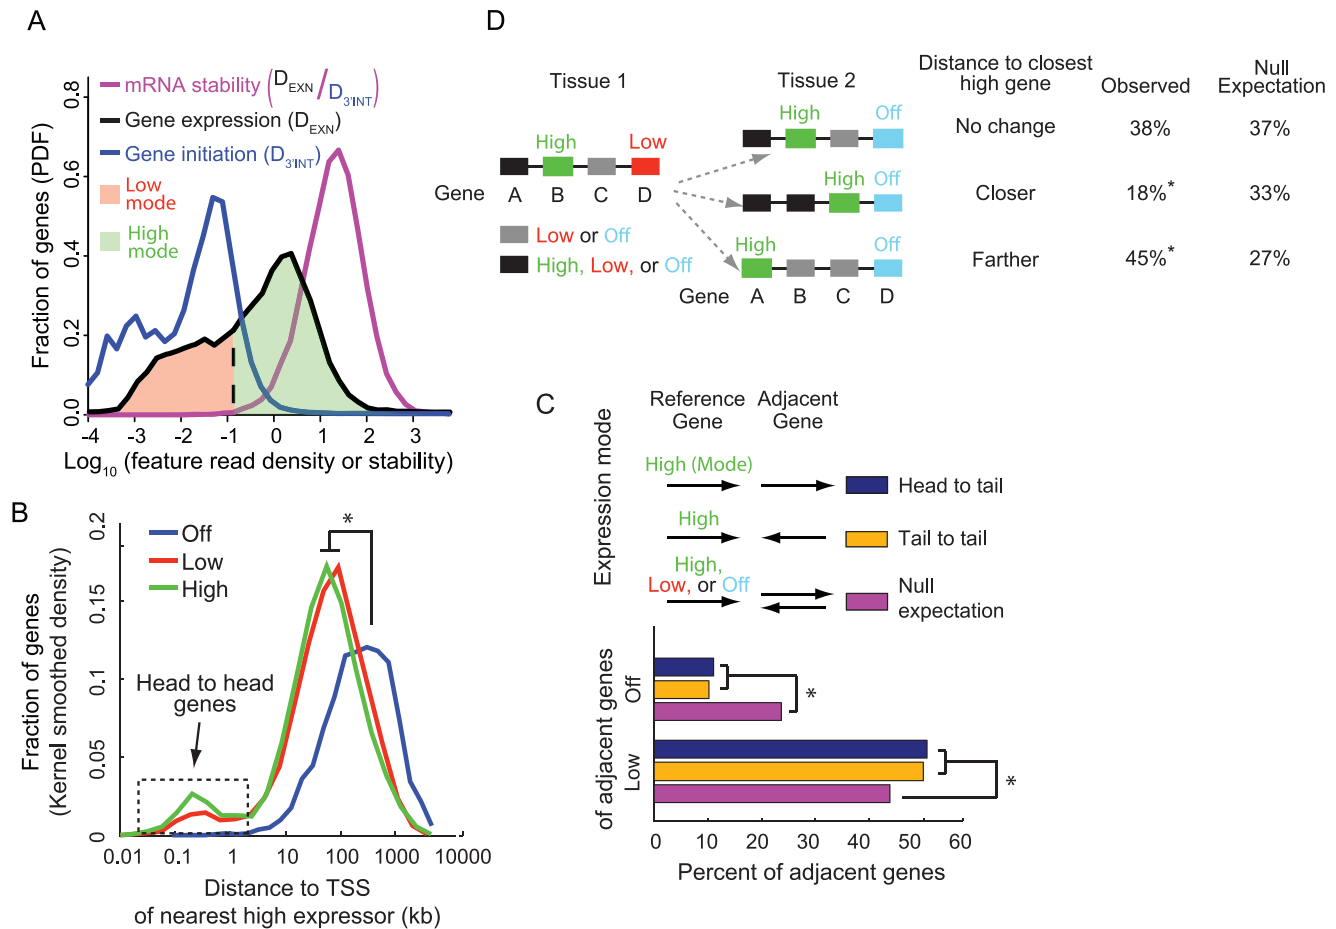 A
mRNA stability (D EXN / D 3'INT)
Gene expression (D EXN)
Gene initiation (D 3'INT)
Low
mode
High
mode
Fraction of genes (PDF)
0.8
0.6
0.4
0.2
0.0
-4 -3 -2 -1 0 1 2 3
Log10 (feature read density or stability)
B
Off
Low
High
*
Head to head
genes
Fraction of genes
(Kernel smoothed density)
0.2
0.15
0.1
0.05
0
0.01 0.1 1 10 100 1000 10000
Distance to TSS
of nearest high expressor (kb)
D
Tissue 1
High Low
Gene A B C D
Low or Off
High, Low, or Off
Tissue 2
High Off
High Off
High Off
Gene A B C D
Distance to closest
high gene
Observed
Null
Expectation
No change 38% 37%
Closer 18%* 33%
Farther 45%* 27%
C
Expression mode
Reference
Gene
Adjacent
Gene
High (Mode)
Head to tail
High
Tail to tail
High,
Low, or Off
Null
expectation
of adjacent genes
Off
Low
*
*
0 10 20 30 40 50 60
Percent of adjacent genes